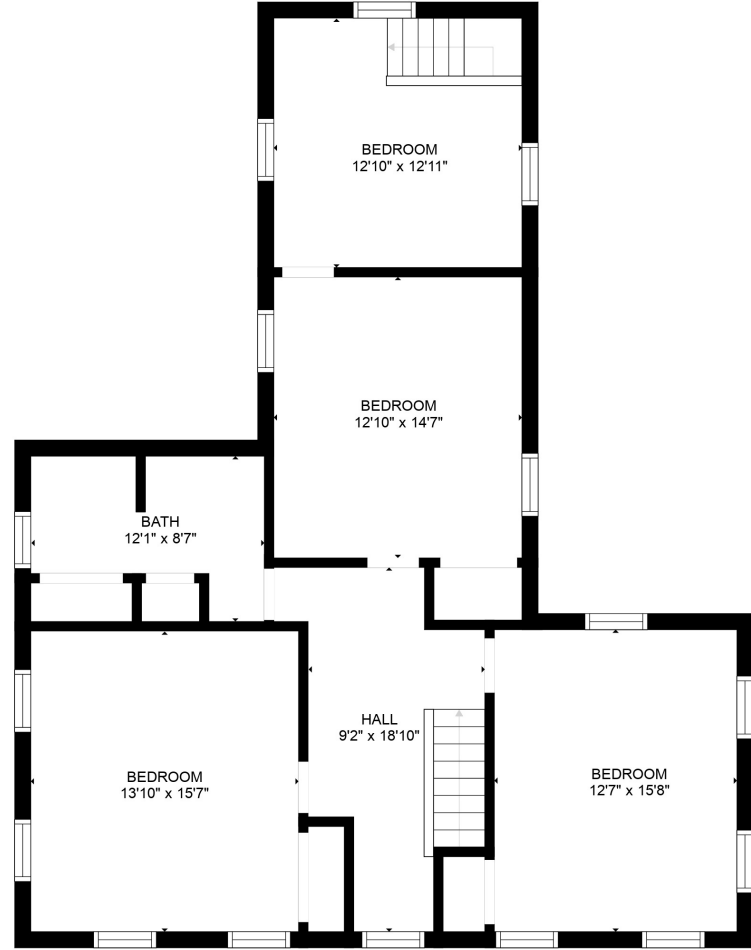 BEDROOM
12'10" x 12'11"
BEDROOM
12'10" x 14'7"
BATH
12'1" x 8'7"
HALL
9'2" x 18'10"
BEDROOM
13'10" x 15'7"
BEDROOM
12'7" x 15'8"